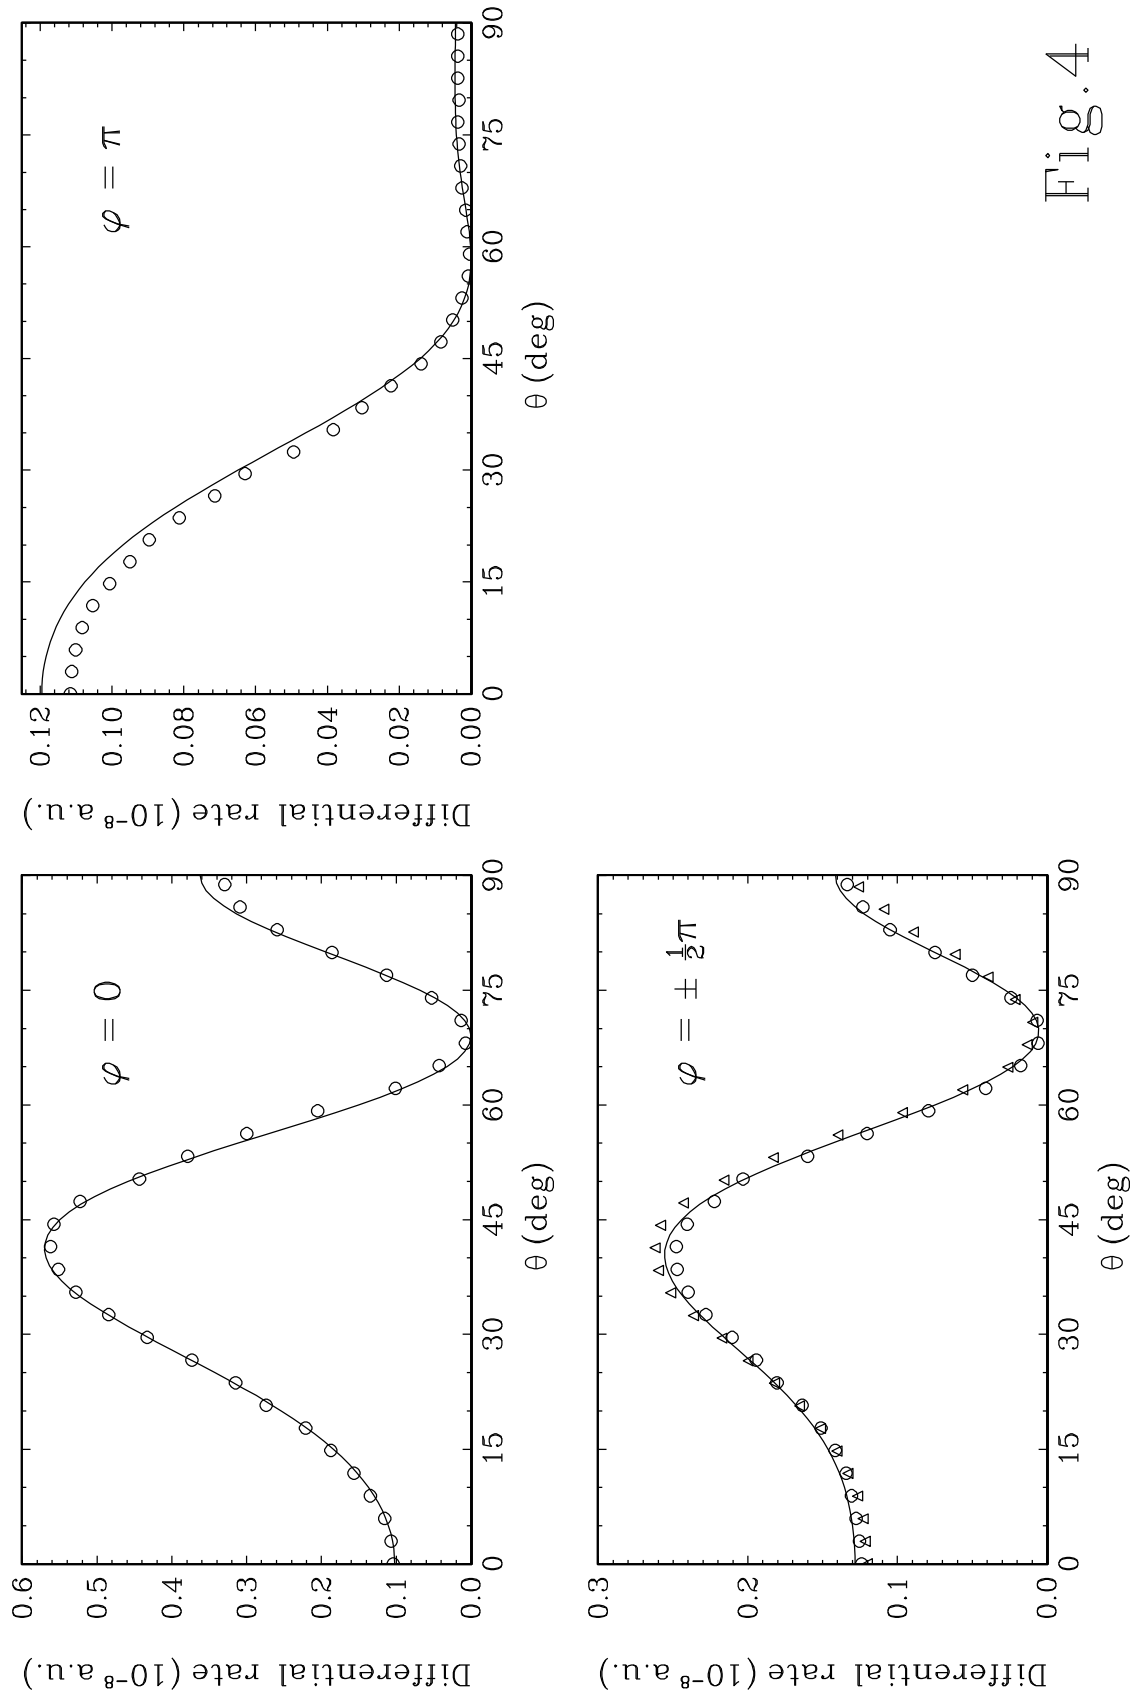 φ = 0
0.6
0.5
0.4
0.3
0.2
0.1
0.0
0 15 30 45 60 75 90
θ (deg)
Differential rate (10⁻⁸ a.u.)
φ = π
0.12
0.10
0.08
0.06
0.04
0.02
0.00
0 15 30 45 60 75 90
θ (deg)
Differential rate (10⁻⁸ a.u.)
φ = ± ½π
0.3
0.2
0.1
0.0
0 15 30 45 60 75 90
θ (deg)
Differential rate (10⁻⁸ a.u.)
Fig.4